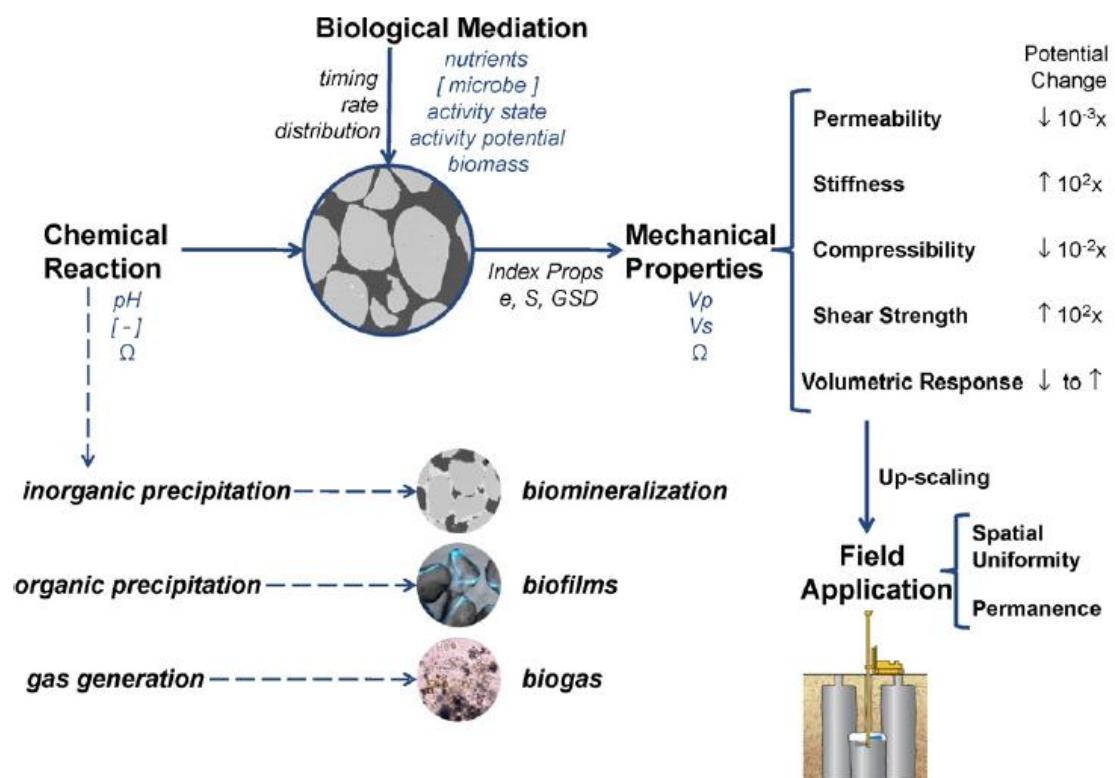 Biological Mediation
timing
rate
distribution
nutrients
[ microbe ]
activity state
activity potential
biomass
Chemical
Reaction
pH
[ - ]
Ω
Index Props
e, S, GSD
Mechanical
Properties
Vp
Vs
Ω
Potential
Change
Permeability ↓ 10⁻³x
Stiffness ↑ 10²x
Compressibility ↓ 10⁻²x
Shear Strength ↑ 10²x
Volumetric Response ↓ to ↑
Up-scaling
Field
Application
Spatial
Uniformity
Permanence
inorganic precipitation biomineralization
organic precipitation biofilms
gas generation biogas